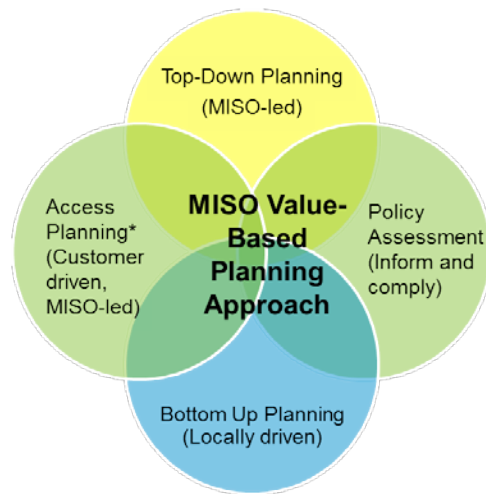 Top-Down Planning
(MISO-led)
Access
Planning*
(Customer
driven,
MISO-led)
MISO Value-
Based
Planning
Approach
Policy
Assessment
(Inform and
comply)
Bottom Up Planning
(Locally driven)